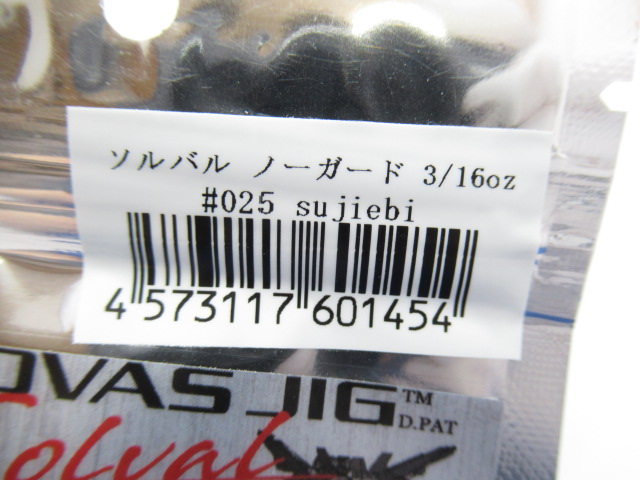 ソルバル ノーガード 3/16oz
#025 sujiebi
4 573117 601454
OVAS JIG™
D.PAT
Solval